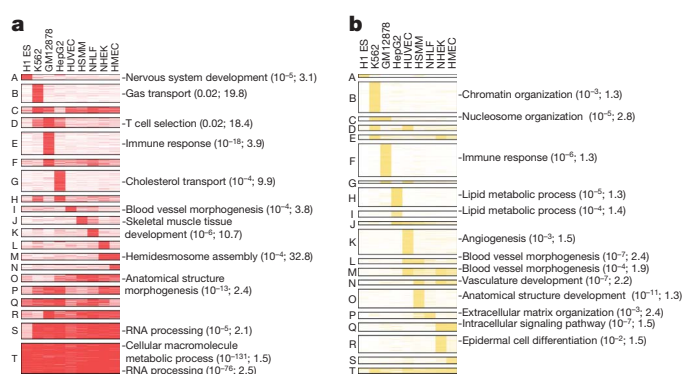 a
H1 ES
K562
GM12878
HepG2
HUVEC
HSMM
NHLF
NHEK
HMEC
A
B
C
D
E
F
G
H
I
J
K
L
M
N
O
P
Q
R
S
T
-Nervous system development (10⁻⁵; 3.1)
-Gas transport (0.02; 19.8)
-T cell selection (0.02; 18.4)
-Immune response (10⁻¹⁸; 3.9)
-Cholesterol transport (10⁻⁴; 9.9)
-Blood vessel morphogenesis (10⁻⁴; 3.8)
-Skeletal muscle tissue
development (10⁻⁶; 10.7)
-Hemidesmosome assembly (10⁻⁴; 32.8)
-Anatomical structure
morphogenesis (10⁻¹³; 2.4)
-RNA processing (10⁻⁵; 2.1)
-Cellular macromolecule
metabolic process (10⁻¹³¹; 1.5)
-RNA processing (10⁻⁷⁶; 2.5)
b
H1 ES
K562
GM12878
HepG2
HUVEC
HSMM
NHLF
NHEK
HMEC
A
B
C
D
E
F
G
H
I
J
K
L
M
N
O
P
Q
R
S
T
-Chromatin organization (10⁻³; 1.3)
-Nucleosome organization (10⁻⁵; 2.8)
-Immune response (10⁻⁶; 1.3)
-Lipid metabolic process (10⁻⁵; 1.3)
-Lipid metabolic process (10⁻⁴; 1.4)
-Angiogenesis (10⁻³; 1.5)
-Blood vessel morphogenesis (10⁻⁷; 2.4)
-Blood vessel morphogenesis (10⁻⁴; 1.9)
-Vasculature development (10⁻⁷; 2.2)
-Anatomical structure development (10⁻¹¹; 1.3)
-Extracellular matrix organization (10⁻³; 2.4)
-Intracellular signaling pathway (10⁻⁷; 1.5)
-Epidermal cell differentiation (10⁻²; 1.5)